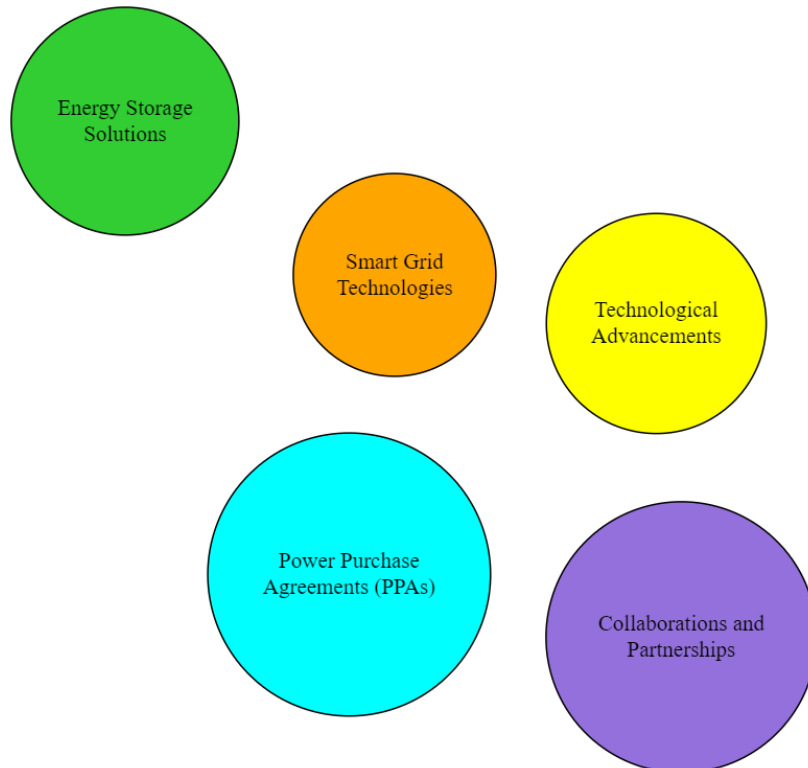 Energy Storage
Solutions
Smart Grid
Technologies
Technological
Advancements
Power Purchase
Agreements (PPAs)
Collaborations and
Partnerships